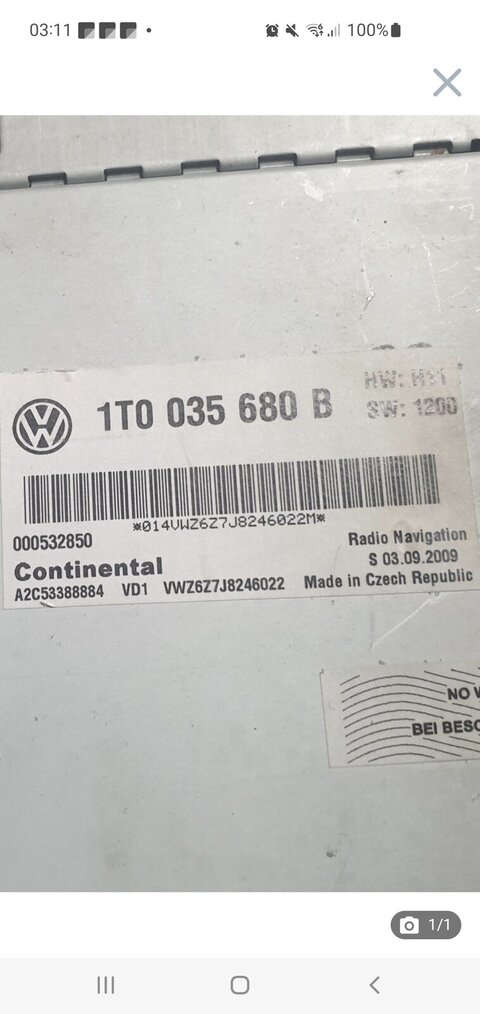 03:11
100%
HW: H11
1T0 035 680 B
SW: 1200
*014VWZ6Z7J8246022M*
000532850
Radio Navigation
Continental
S 03.09.2009
A2C53388884 VD1 VWZ6Z7J8246022
Made in Czech Republic
NO
BEI
1/1